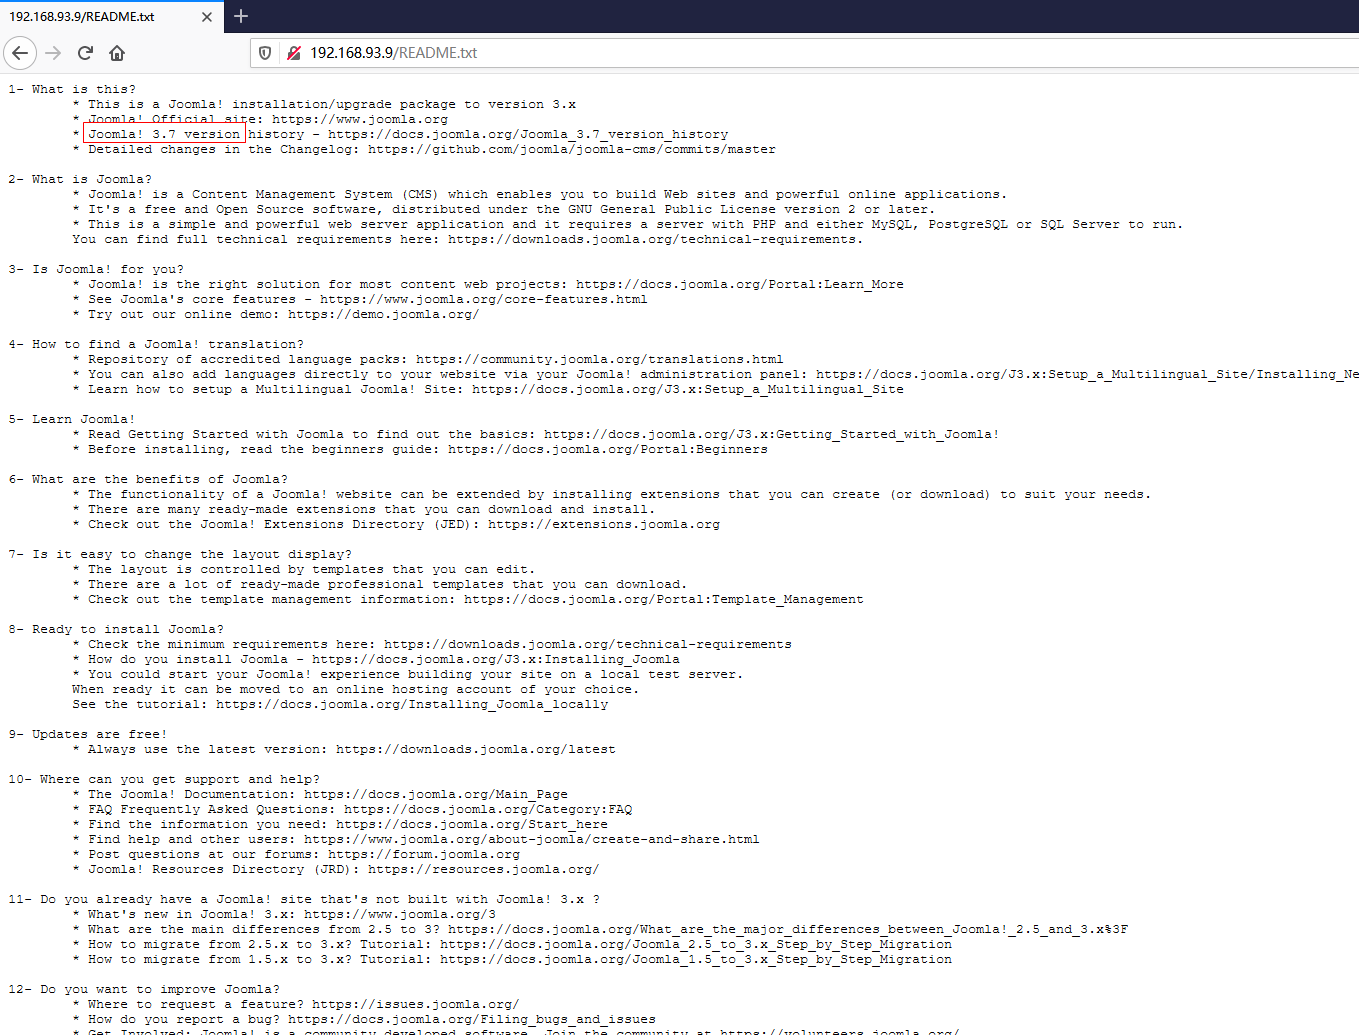 192.168.93.9/README.txt
192.168.93.9/README.txt
1- What is this?
* This is a Joomla! installation/upgrade package to version 3.x
* Joomla! Official site: https://www.joomla.org
* Joomla! 3.7 version history - https://docs.joomla.org/Joomla_3.7_version_history
* Detailed changes in the Changelog: https://github.com/joomla/joomla-cms/commits/master
2- What is Joomla?
* Joomla! is a Content Management System (CMS) which enables you to build Web sites and powerful online applications.
* It's a free and Open Source software, distributed under the GNU General Public License version 2 or later.
* This is a simple and powerful web server application and it requires a server with PHP and either MySQL, PostgreSQL or SQL Server to run.
You can find full technical requirements here: https://downloads.joomla.org/technical-requirements.
3- Is Joomla! for you?
* Joomla! is the right solution for most content web projects: https://docs.joomla.org/Portal:Learn_More
* See Joomla's core features - https://www.joomla.org/core-features.html
* Try out our online demo: https://demo.joomla.org/
4- How to find a Joomla! translation?
* Repository of accredited language packs: https://community.joomla.org/translations.html
* You can also add languages directly to your website via your Joomla! administration panel: https://docs.joomla.org/J3.x:Setup_a_Multilingual_Site/Installing_Ne
* Learn how to setup a Multilingual Joomla! Site: https://docs.joomla.org/J3.x:Setup_a_Multilingual_Site
5- Learn Joomla!
* Read Getting Started with Joomla to find out the basics: https://docs.joomla.org/J3.x:Getting_Started_with_Joomla!
* Before installing, read the beginners guide: https://docs.joomla.org/Portal:Beginners
6- What are the benefits of Joomla?
* The functionality of a Joomla! website can be extended by installing extensions that you can create (or download) to suit your needs.
* There are many ready-made extensions that you can download and install.
* Check out the Joomla! Extensions Directory (JED): https://extensions.joomla.org
7- Is it easy to change the layout display?
* The layout is controlled by templates that you can edit.
* There are a lot of ready-made professional templates that you can download.
* Check out the template management information: https://docs.joomla.org/Portal:Template_Management
8- Ready to install Joomla?
* Check the minimum requirements here: https://downloads.joomla.org/technical-requirements
* How do you install Joomla - https://docs.joomla.org/J3.x:Installing_Joomla
* You could start your Joomla! experience building your site on a local test server.
When ready it can be moved to an online hosting account of your choice.
See the tutorial: https://docs.joomla.org/Installing_Joomla_locally
9- Updates are free!
* Always use the latest version: https://downloads.joomla.org/latest
10- Where can you get support and help?
* The Joomla! Documentation: https://docs.joomla.org/Main_Page
* FAQ Frequently Asked Questions: https://docs.joomla.org/Category:FAQ
* Find the information you need: https://docs.joomla.org/Start_here
* Find help and other users: https://www.joomla.org/about-joomla/create-and-share.html
* Post questions at our forums: https://forum.joomla.org
* Joomla! Resources Directory (JRD): https://resources.joomla.org/
11- Do you already have a Joomla! site that's not built with Joomla! 3.x ?
* What's new in Joomla! 3.x: https://www.joomla.org/3
* What are the main differences from 2.5 to 3? https://docs.joomla.org/What_are_the_major_differences_between_Joomla!_2.5_and_3.x%3F
* How to migrate from 2.5.x to 3.x? Tutorial: https://docs.joomla.org/Joomla_2.5_to_3.x_Step_by_Step_Migration
* How to migrate from 1.5.x to 3.x? Tutorial: https://docs.joomla.org/Joomla_1.5_to_3.x_Step_by_Step_Migration
12- Do you want to improve Joomla?
* Where to request a feature? https://issues.joomla.org/
* How do you report a bug? https://docs.joomla.org/Filing_bugs_and_issues
* Get Involved: Joomla! is a community developed software. Join the community at https://volunteers.joomla.org/